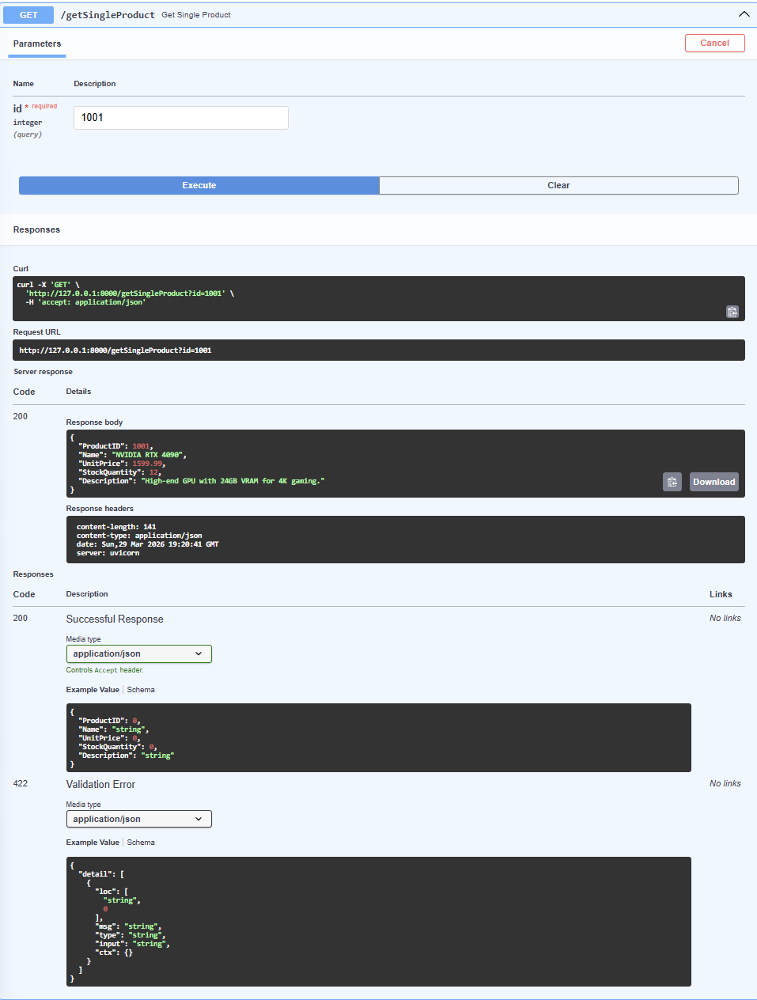 GET /getSingleProduct Get Single Product
Parameters
Cancel
Name Description
id * required
integer
(query)
1001
Execute
Clear
Responses
Curl
curl -X 'GET' \
'http://127.0.0.1:8000/getSingleProduct?id=1001' \
-H 'accept: application/json'
Request URL
http://127.0.0.1:8000/getSingleProduct?id=1001
Server response
Code Details
200
Response body
{
"ProductID": 1001,
"Name": "NVIDIA RTX 4090",
"UnitPrice": 1599.99,
"StockQuantity": 12,
"Description": "High-end GPU with 24GB VRAM for 4K gaming."
}
Download
Response headers
content-length: 141
content-type: application/json
date: Sun,29 Mar 2026 19:20:41 GMT
server: uvicorn
Responses
Code Description Links
200 Successful Response No links
Media type
application/json
Controls Accept header.
Example Value | Schema
{
"ProductID": 0,
"Name": "string",
"UnitPrice": 0,
"StockQuantity": 0,
"Description": "string"
}
422 Validation Error No links
Media type
application/json
Example Value | Schema
{
"detail": [
{
"loc": [
"string",
0
],
"msg": "string",
"type": "string",
"input": "string",
"ctx": {}
}
]
}